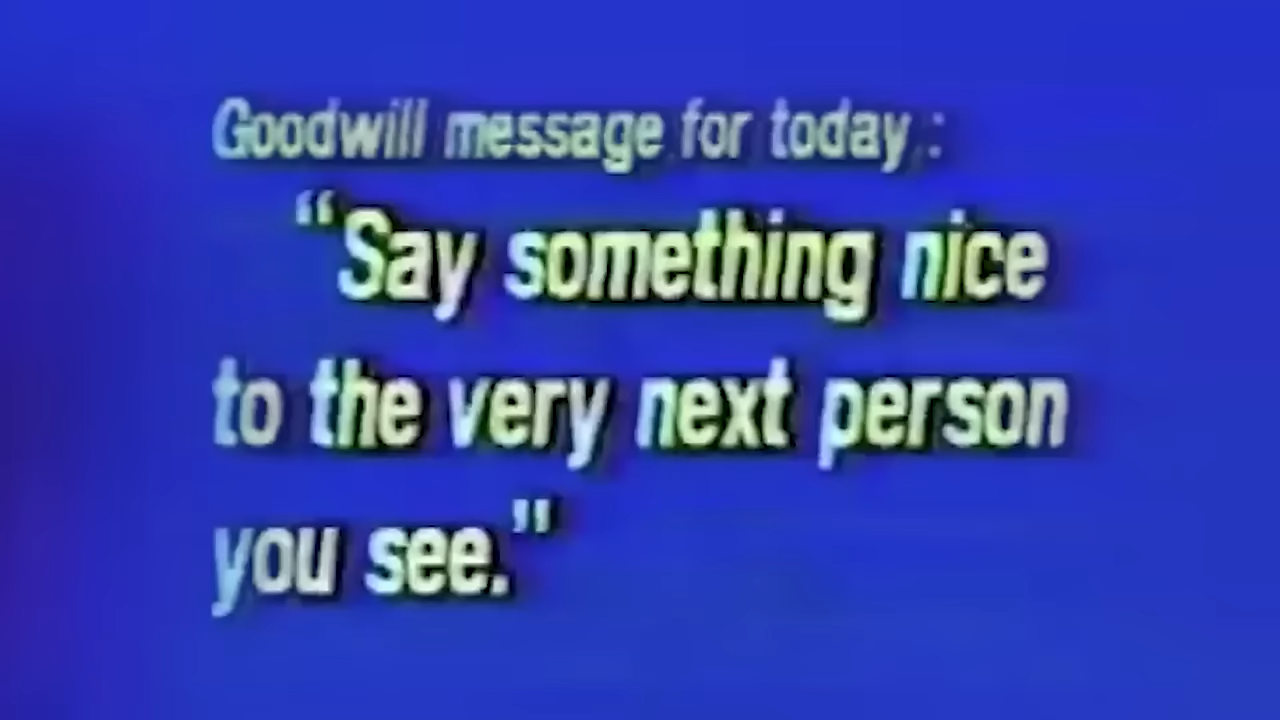 Goodwill message for today :
“Say something nice
to the very next person
you see.”